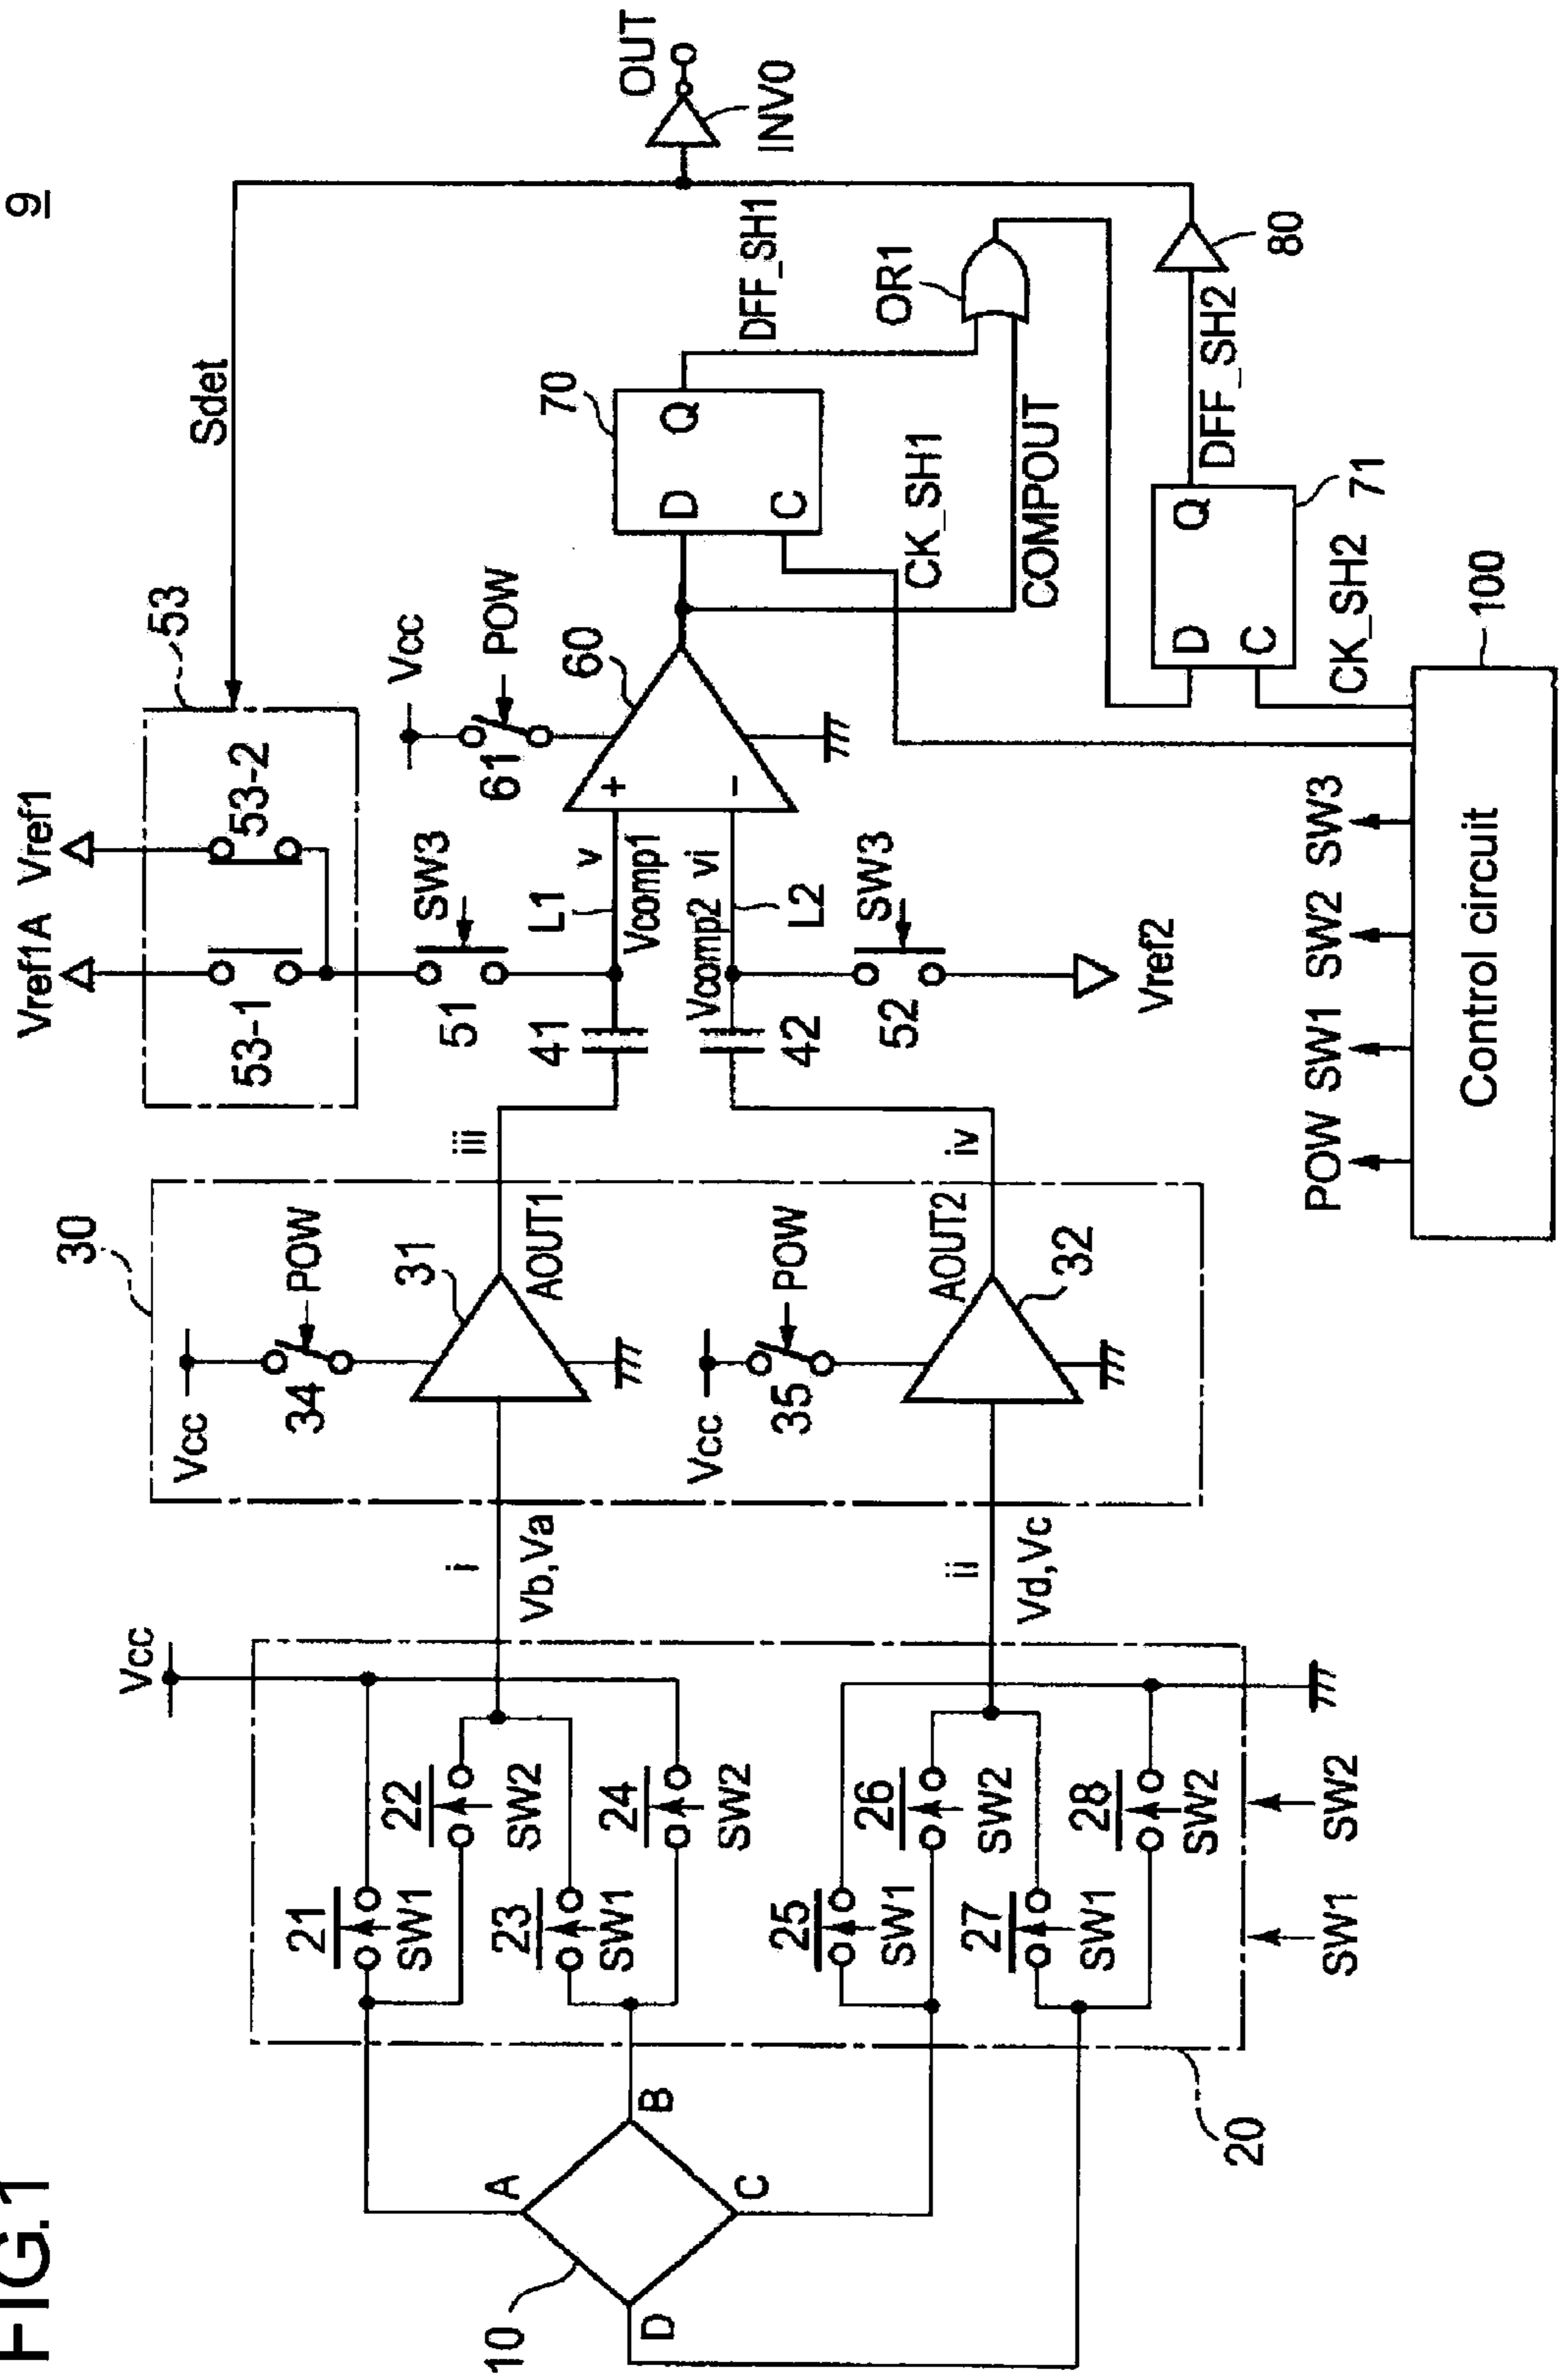 FIG.1
9
10
A
B
C
D
20
Vcc
21
SW1
22
SW2
23
SW1
24
SW2
25
SW1
26
SW2
27
SW1
28
SW2
SW1
SW2
i
Vb,Va
ii
Vd,Vc
30
Vcc
34
POW
31
AOUT1
Vcc
35
POW
32
AOUT2
iii
iv
Vref1A
Vref1
53
53-1
53-2
Sdet
51
SW3
41
L1
v
Vcomp1
Vcomp2
vi
42
L2
52
SW3
Vref2
Vcc
61
POW
60
+
−
70
D
Q
C
DFF_SH1
CK_SH1
COMPOUT
OR1
71
D
Q
C
DFF_SH2
CK_SH2
80
INV0
OUT
POW
SW1
SW2
SW3
Control circuit
100